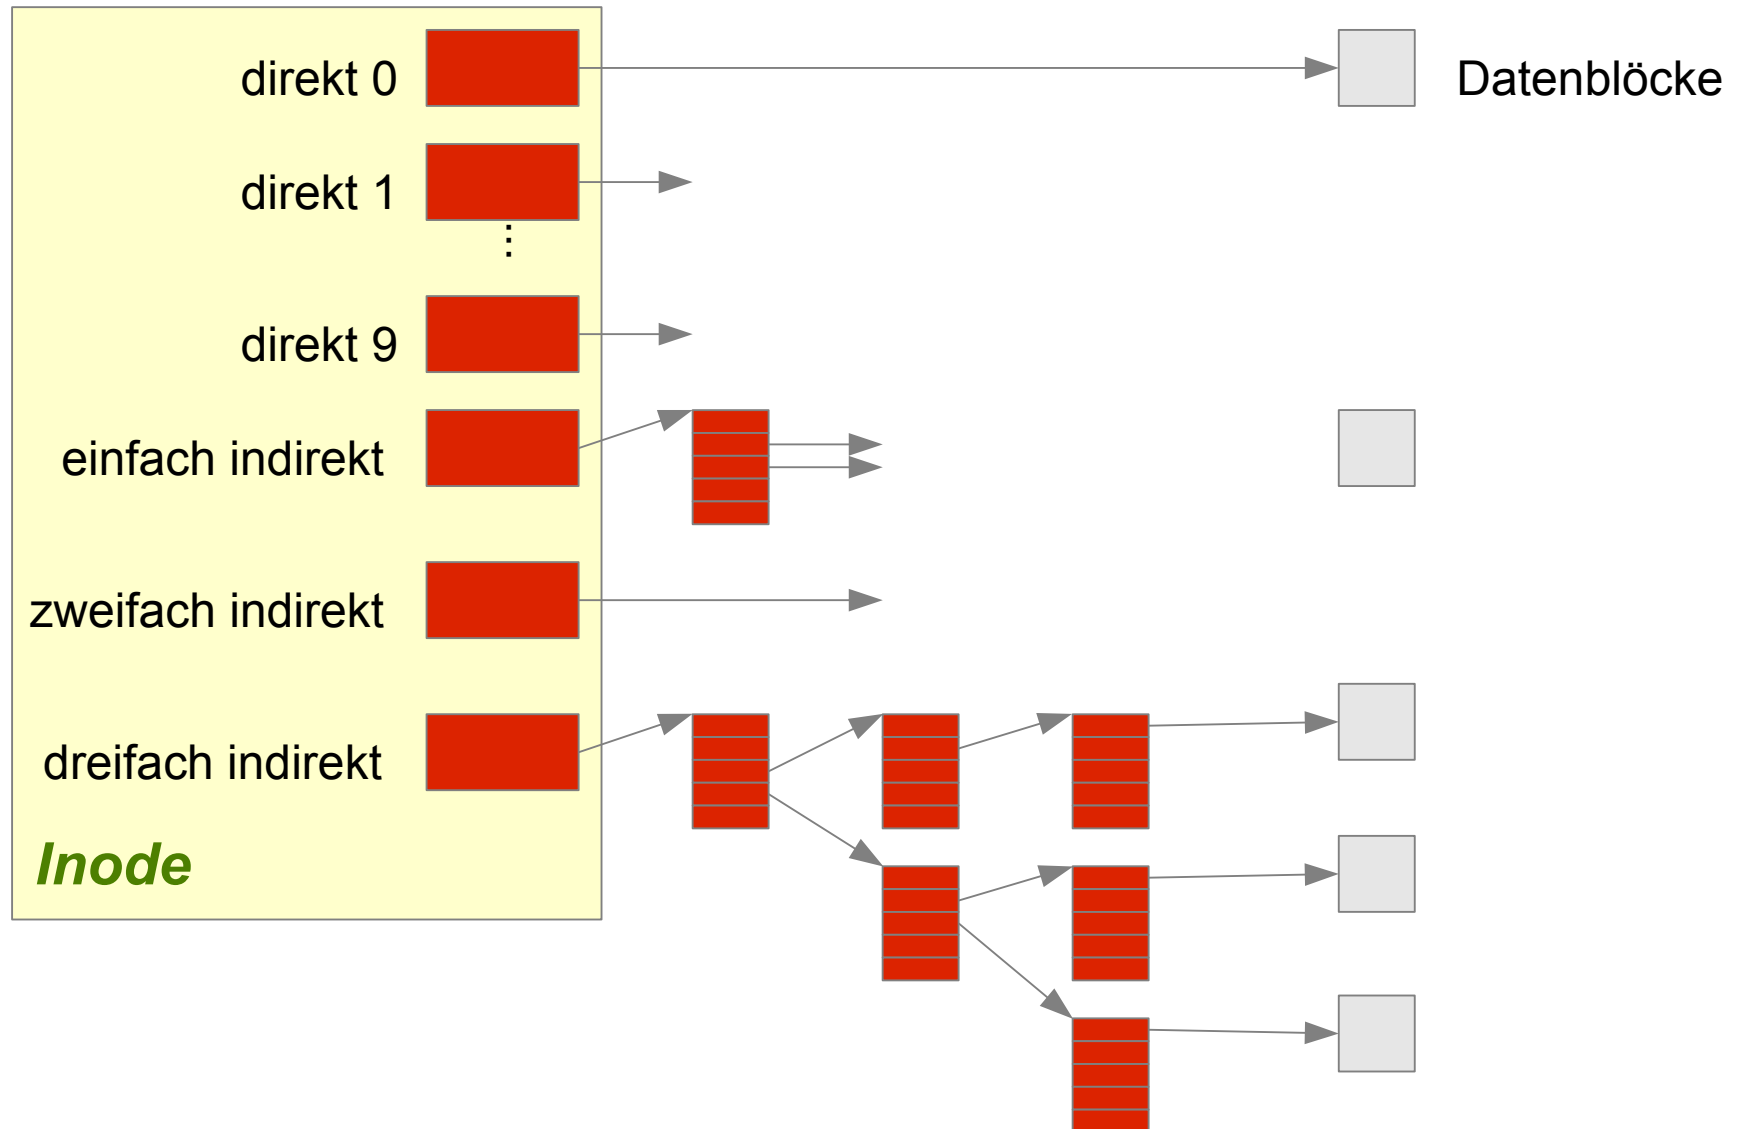 direkt 0
Datenblöcke
direkt 1
...
direkt 9
einfach indirekt
zweifach indirekt
dreifach indirekt
Inode